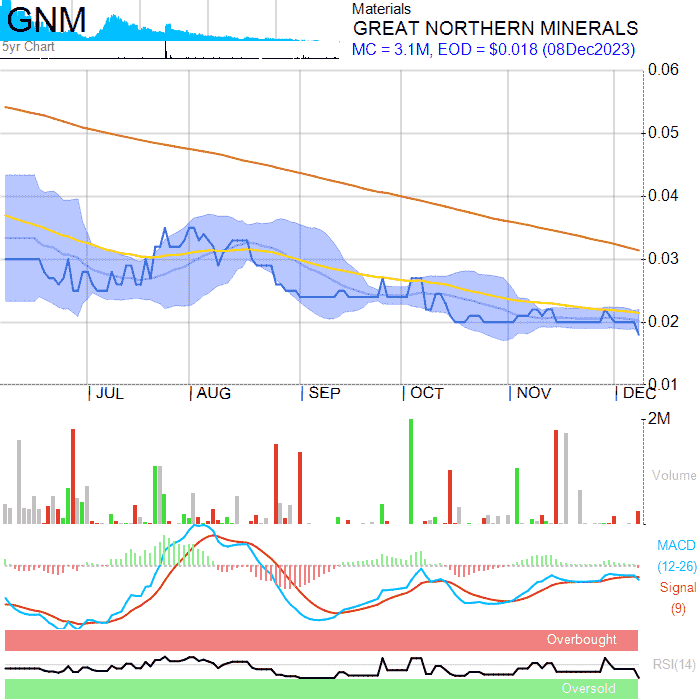 GNM
5yr Chart
Materials
GREAT NORTHERN MINERALS
MC = 3.1M, EOD = $0.018 (08Dec2023)
0.06
0.05
0.04
0.03
0.02
0.01
JUL AUG SEP OCT NOV DEC
2M
Volume
MACD
(12-26)
Signal
(9)
Overbought
RSI(14)
Oversold